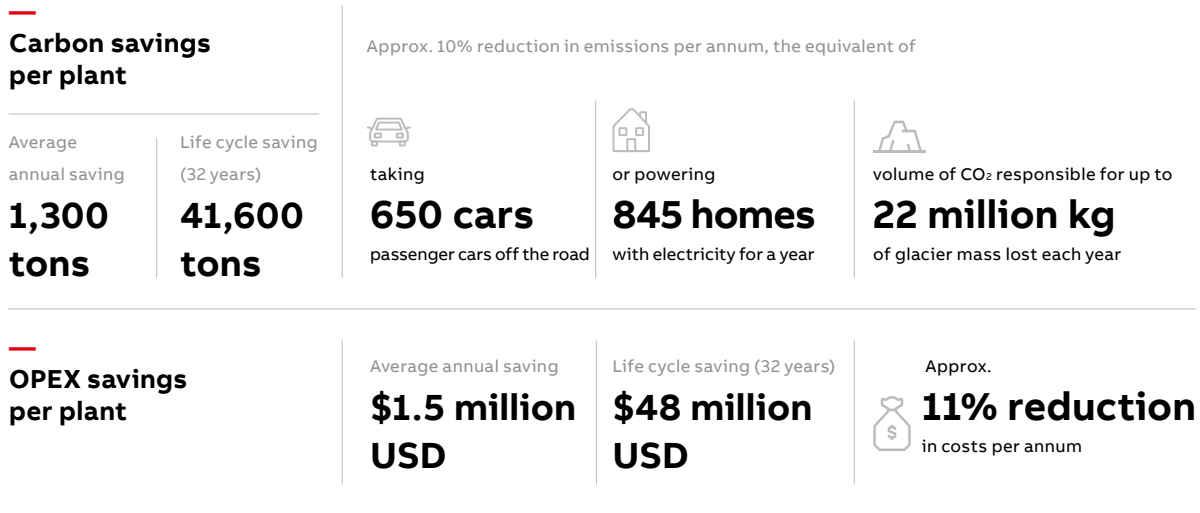 Carbon savings
per plant
Approx. 10% reduction in emissions per annum, the equivalent of
Average
annual saving
1,300
tons
Life cycle saving
(32 years)
41,600
tons
taking
650 cars
passenger cars off the road
or powering
845 homes
with electricity for a year
volume of CO₂ responsible for up to
22 million kg
of glacier mass lost each year
OPEX savings
per plant
Average annual saving
$1.5 million
USD
Life cycle saving (32 years)
$48 million
USD
Approx.
$
11% reduction
in costs per annum